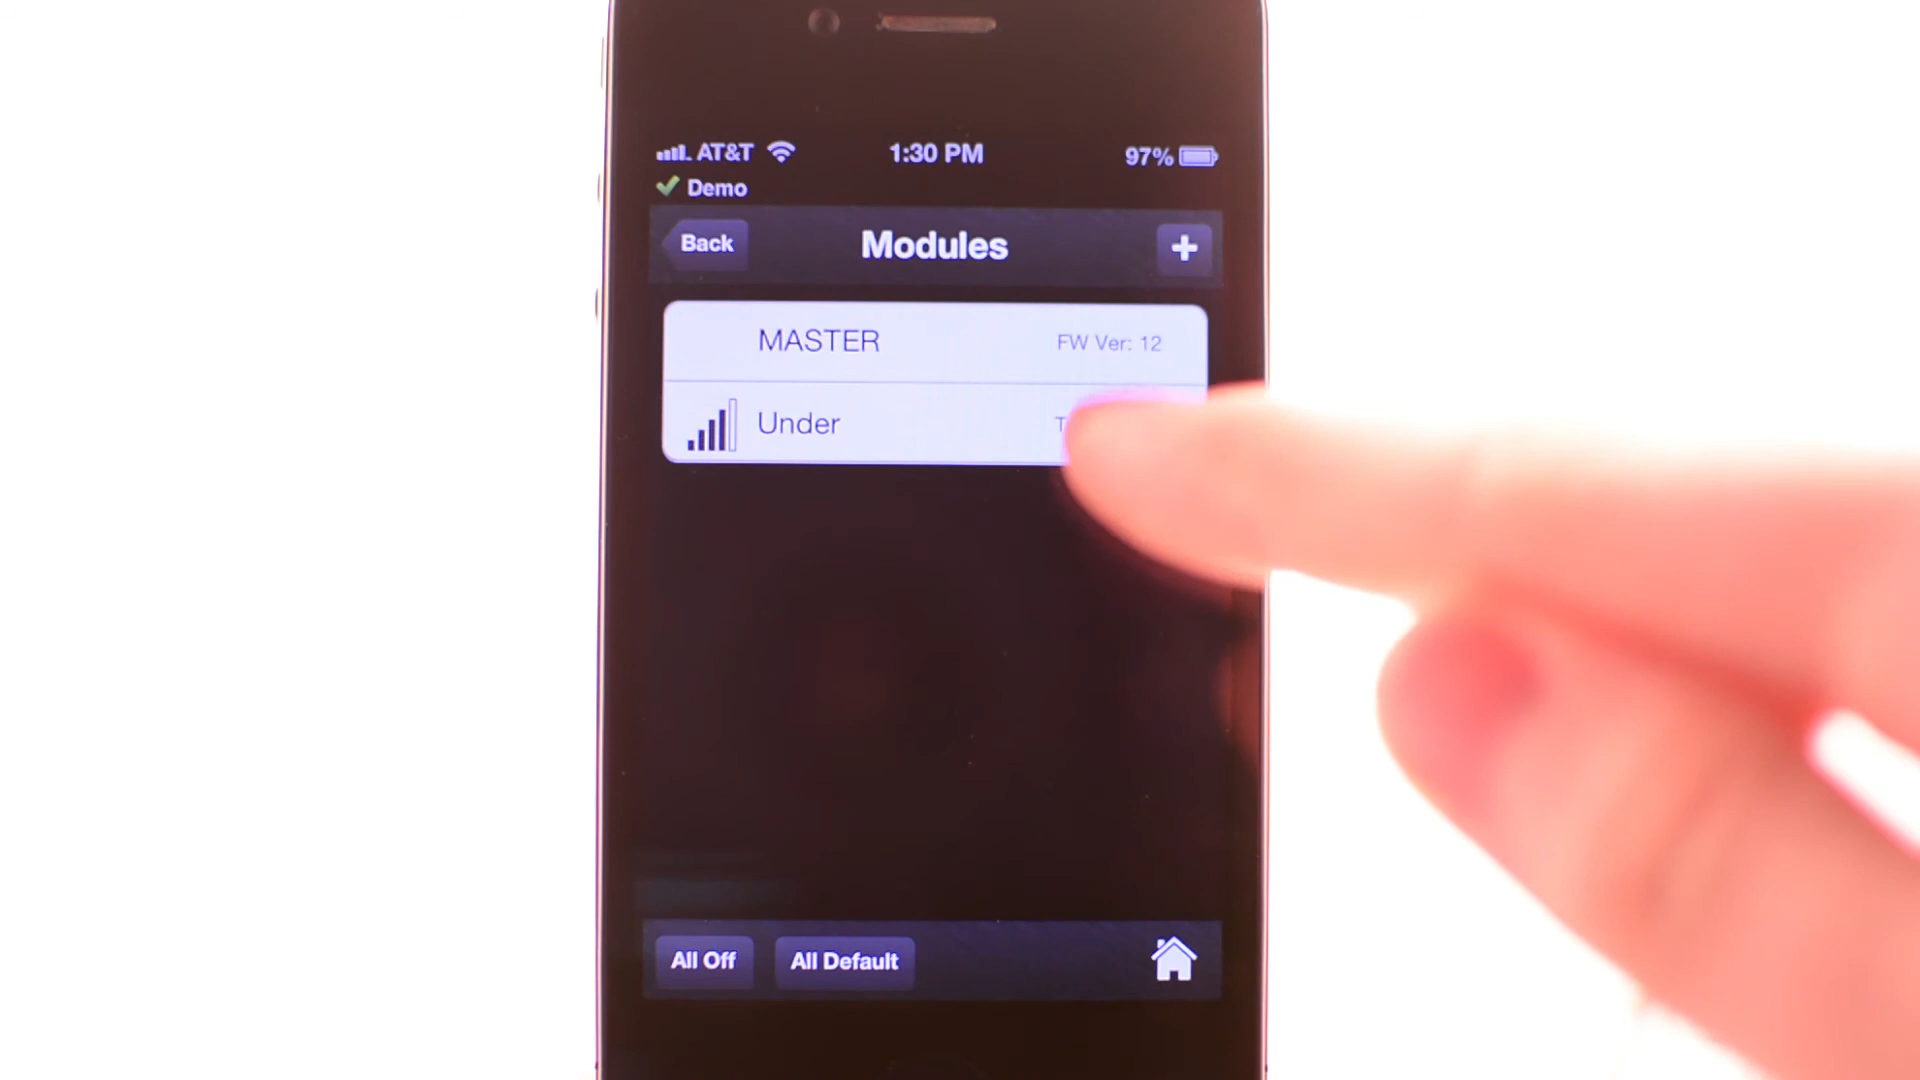 AT&T 1:30 PM 97%
Demo
Back Modules +
MASTER FW Ver: 12
Under
All Off All Default